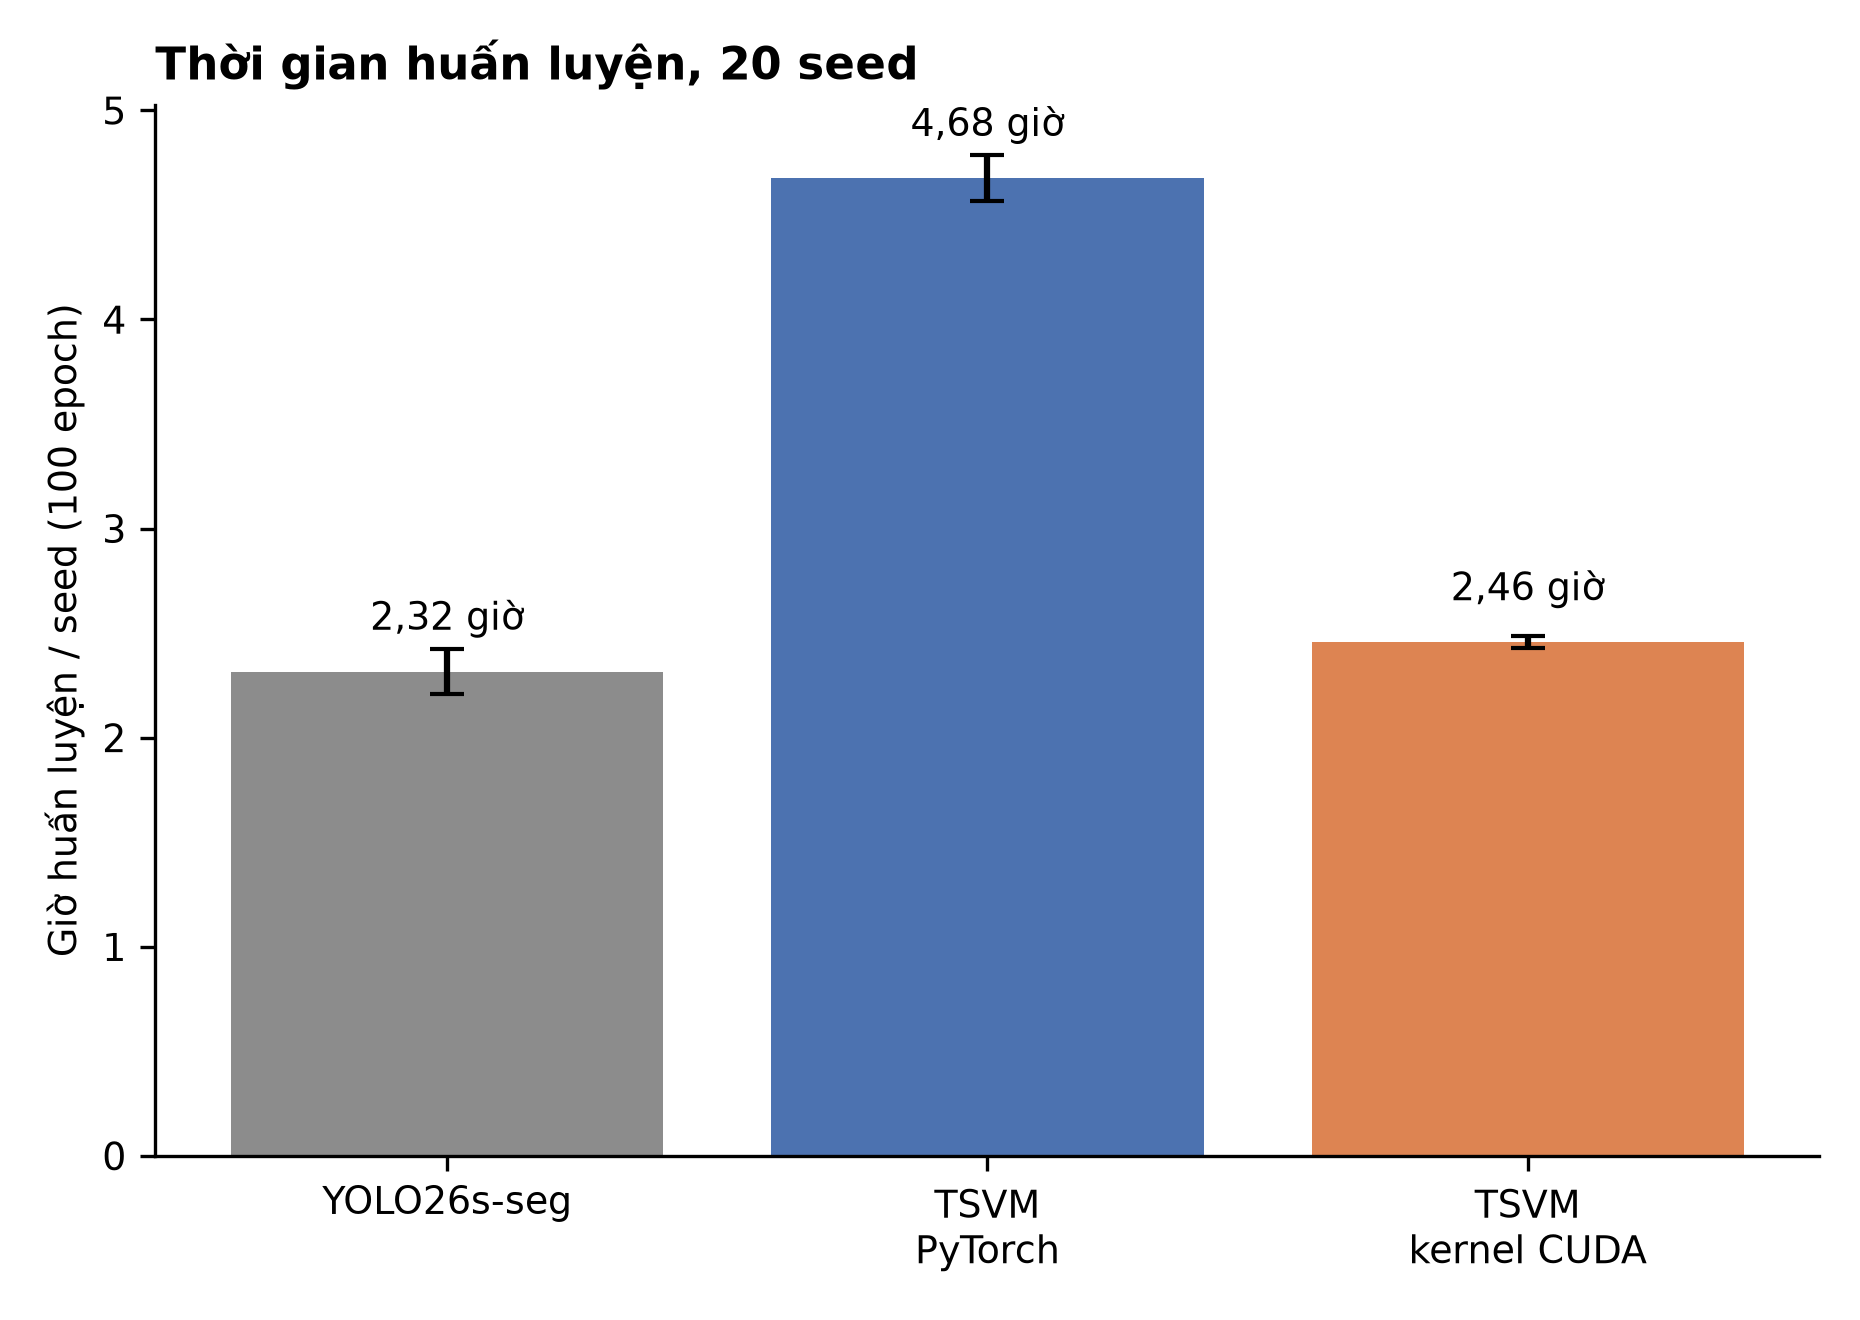 Thời gian huấn luyện, 20 seed
Giờ huấn luyện / seed (100 epoch)
5
4
3
2
1
0
2,32 giờ
4,68 giờ
2,46 giờ
YOLO26s-seg
TSVM
PyTorch
TSVM
kernel CUDA